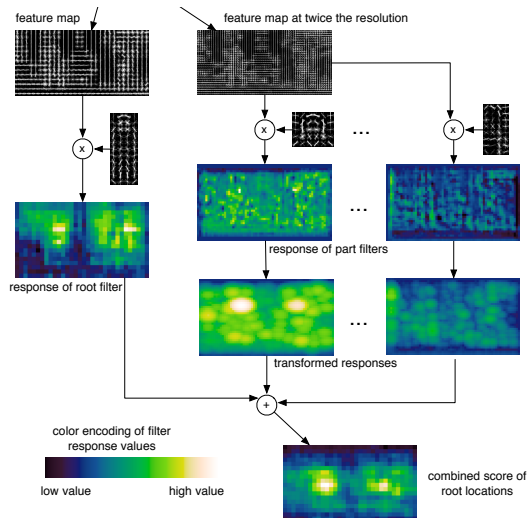 feature map
feature map at twice the resolution
x
x
...
x
...
response of part filters
response of root filter
...
transformed responses
+
color encoding of filter
response values
low value
high value
combined score of
root locations